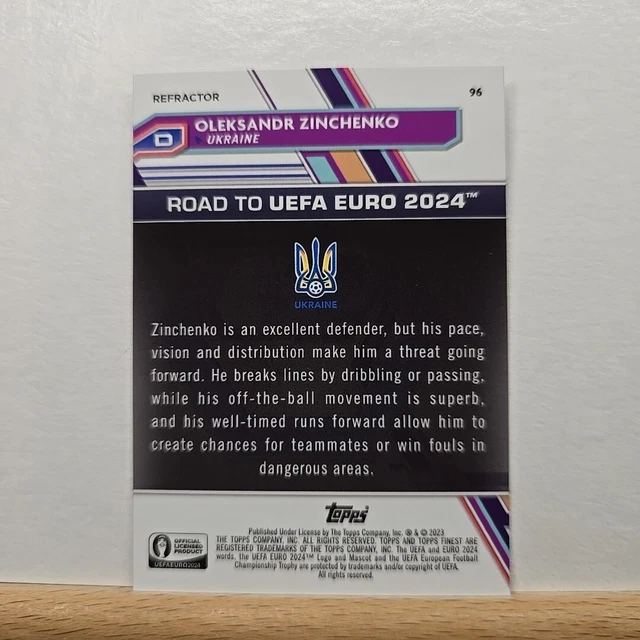 REFRACTOR
96
D
OLEKSANDR ZINCHENKO
UKRAINE
ROAD TO UEFA EURO 2024™
UKRAINE
Zinchenko is an excellent defender, but his pace,
vision and distribution make him a threat going
forward. He breaks lines by dribbling or passing,
while his off-the-ball movement is superb,
and his well-timed runs forward allow him to
create chances for teammates or win fouls in
dangerous areas.
topps
OFFICIAL
LICENSED
PRODUCT
UEFA EURO2024
Published Under License by The Topps Company, Inc. ® & © 2023
THE TOPPS COMPANY, INC. ALL RIGHTS RESERVED. TOPPS AND TOPPS FINEST ARE
REGISTERED TRADEMARKS OF THE TOPPS COMPANY, INC. The UEFA and EURO 2024
words, the UEFA EURO 2024™ Logo and Mascot and the UEFA European Football
Championship Trophy are protected by trademarks and/or copyright of UEFA.
All rights reserved.